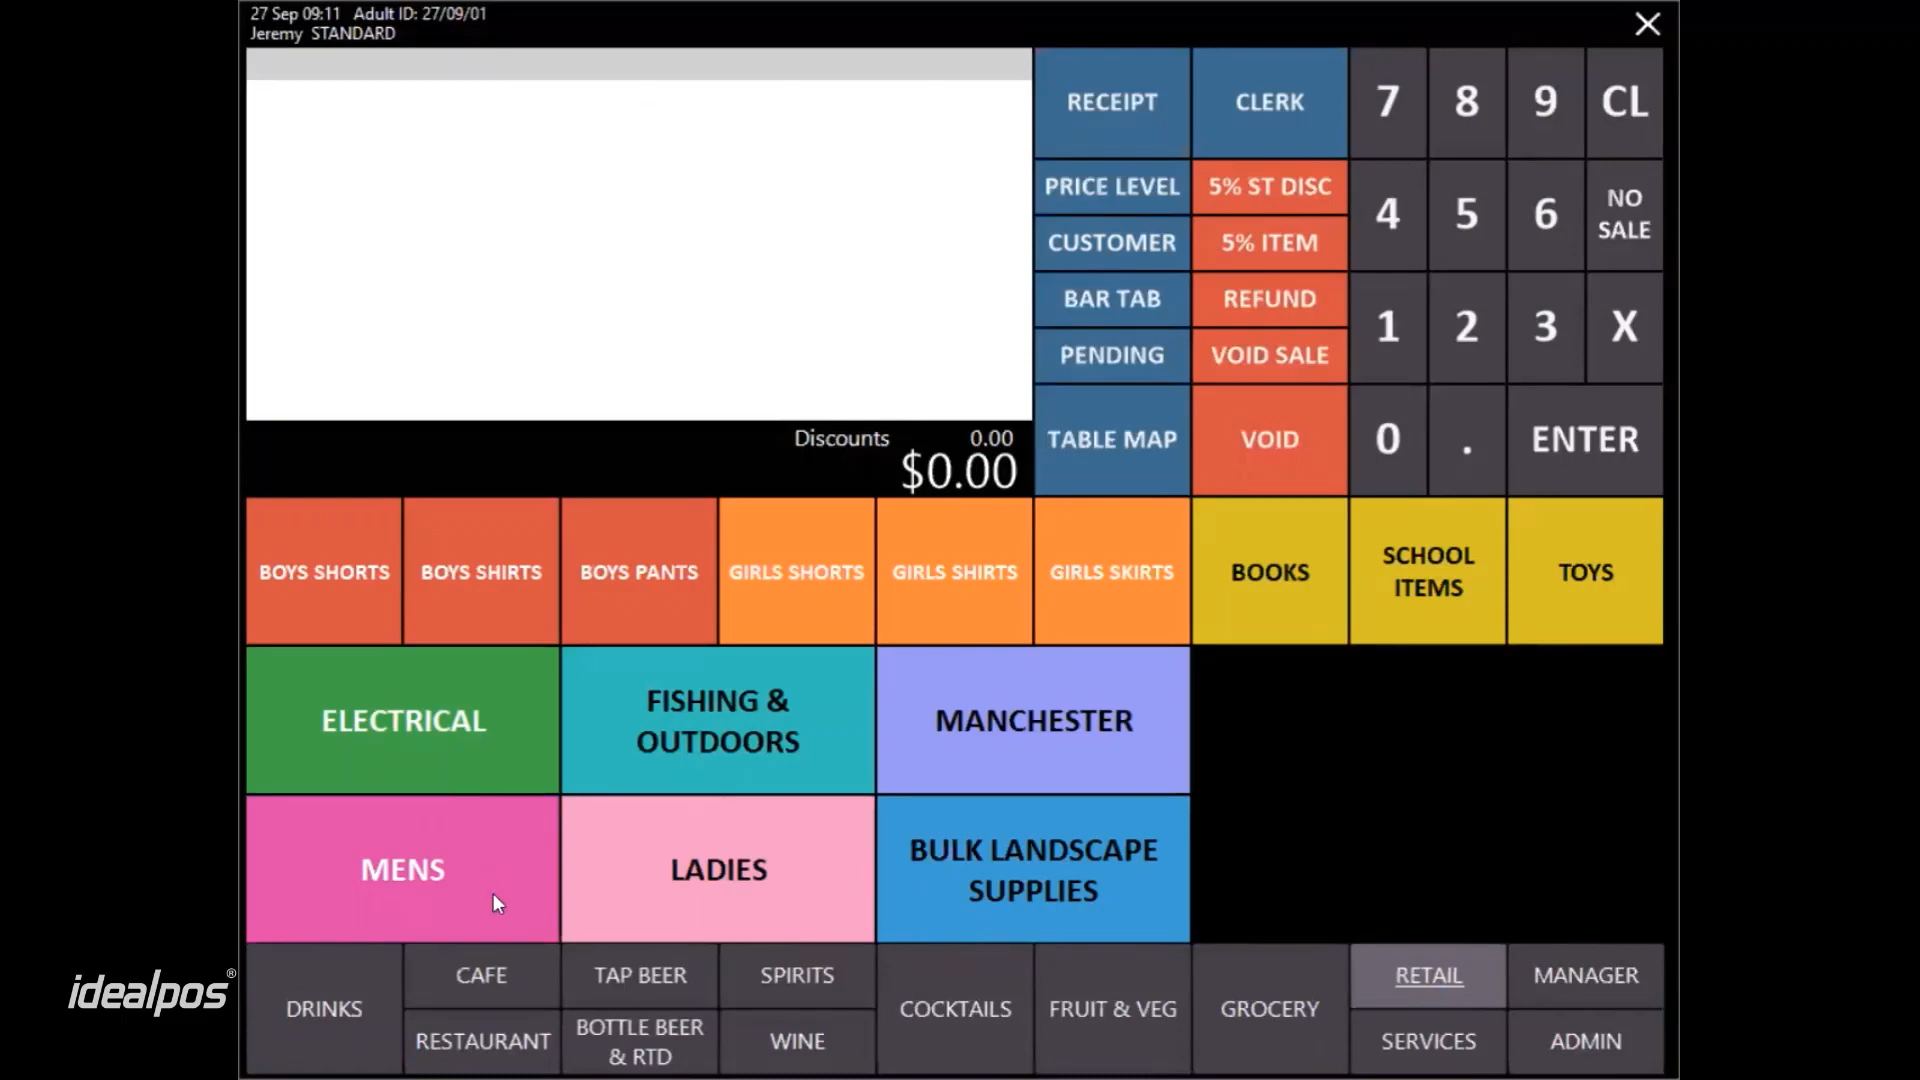 27 Sep 09:11 Adult ID: 27/09/01
Jeremy STANDARD
RECEIPT
CLERK
7
8
9
CL
PRICE LEVEL
5% ST DISC
4
5
6
NO
SALE
CUSTOMER
5% ITEM
BAR TAB
REFUND
1
2
3
X
PENDING
VOID SALE
Discounts 0.00
$0.00
TABLE MAP
VOID
0
.
ENTER
BOYS SHORTS
BOYS SHIRTS
BOYS PANTS
GIRLS SHORTS
GIRLS SHIRTS
GIRLS SKIRTS
BOOKS
SCHOOL
ITEMS
TOYS
ELECTRICAL
FISHING &
OUTDOORS
MANCHESTER
MENS
LADIES
BULK LANDSCAPE
SUPPLIES
idealpos®
DRINKS
CAFE
TAP BEER
SPIRITS
COCKTAILS
FRUIT & VEG
GROCERY
RETAIL
MANAGER
RESTAURANT
BOTTLE BEER
& RTD
WINE
SERVICES
ADMIN